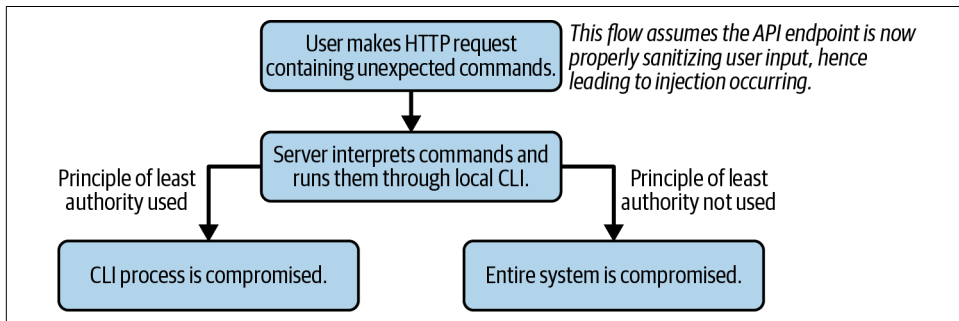 User makes HTTP request
containing unexpected commands.
This flow assumes the API endpoint is now
properly sanitizing user input, hence
leading to injection occurring.
Server interprets commands and
runs them through local CLI.
Principle of least
authority used
Principle of least
authority not used
CLI process is compromised.
Entire system is compromised.